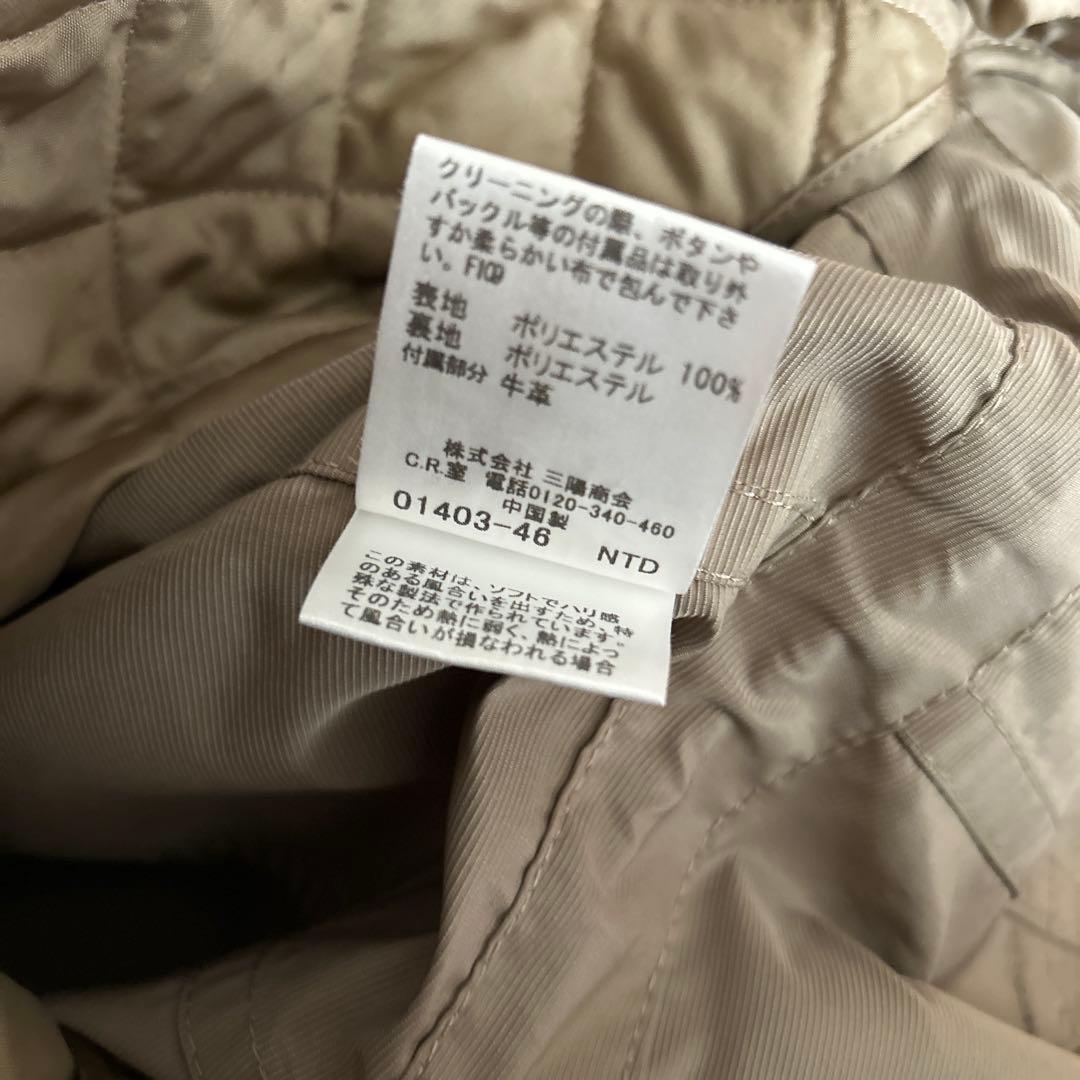 クリーニングの際、ボタンや
バックル等の付属品は取り外
すか柔らかい布で包んで下さ
い。FI09
表地 ポリエステル 100%
裏地 ポリエステル
付属部分 牛革
株式会社 三陽商会
C.R.室 電話0120-340-460
中国製
01403-46 NTD
この素材は、ソフトでハリ感
のある風合いを出すため、特
殊な製法で作られています。
そのため熱に弱く、熱によっ
て風合いが損なわれる場合